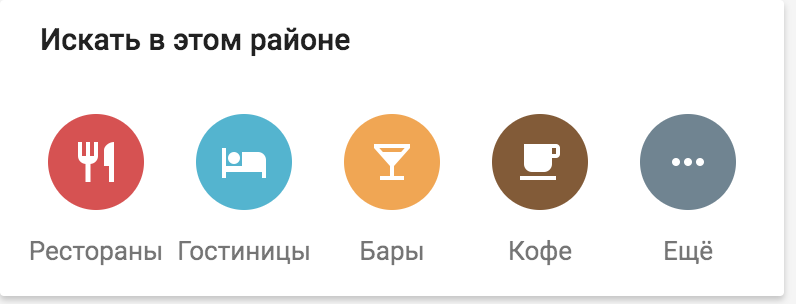 Искать в этом районе
Рестораны Гостиницы Бары Кофе Ещё